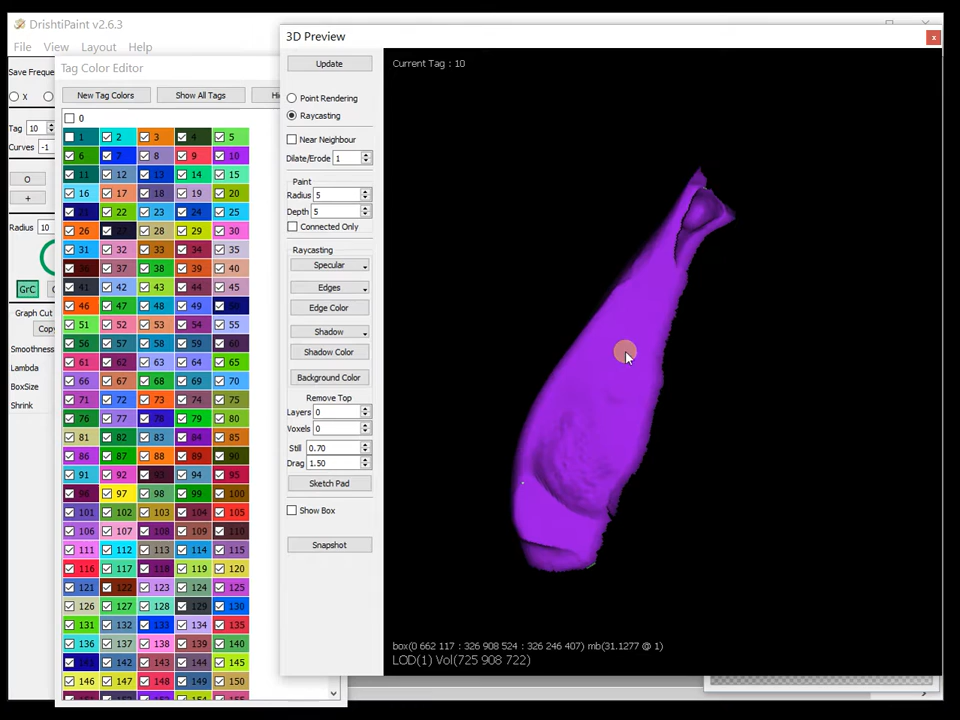 DrishtiPaint v2.6.3
File View Layout Help
Save Freque
X
Tag 10
Curves -1
O
+
Radius 10
GrC
Graph Cut
Copy
Smoothness
Lambda
BoxSize
Shrink
Tag Color Editor
New Tag Colors Show All Tags
0
1 2 3 4 5
6 7 8 9 10
11 12 13 14 15
16 17 18 19 20
21 22 23 24 25
26 27 28 29 30
31 32 33 34 35
36 37 38 39 40
41 42 43 44 45
46 47 48 49 50
51 52 53 54 55
56 57 58 59 60
61 62 63 64 65
66 67 68 69 70
71 72 73 74 75
76 77 78 79 80
81 82 83 84 85
86 87 88 89 90
91 92 93 94 95
96 97 98 99 100
101 102 103 104 105
106 107 108 109 110
111 112 113 114 115
116 117 118 119 120
121 122 123 124 125
126 127 128 129 130
131 132 133 134 135
136 137 138 139 140
141 142 143 144 145
146 147 148 149 150
3D Preview
x
Update
Point Rendering
Raycasting
Near Neighbour
Dilate/Erode 1
Paint
Radius 5
Depth 5
Connected Only
Raycasting
Specular
Edges
Edge Color
Shadow
Shadow Color
Background Color
Remove Top
Layers 0
Voxels 0
Still 0.70
Drag 1.50
Sketch Pad
Show Box
Snapshot
Current Tag : 10
box(0 662 117 : 326 908 524 : 326 246 407) mb(31.1277 @ 1)
LOD(1) Vol(725 908 722)